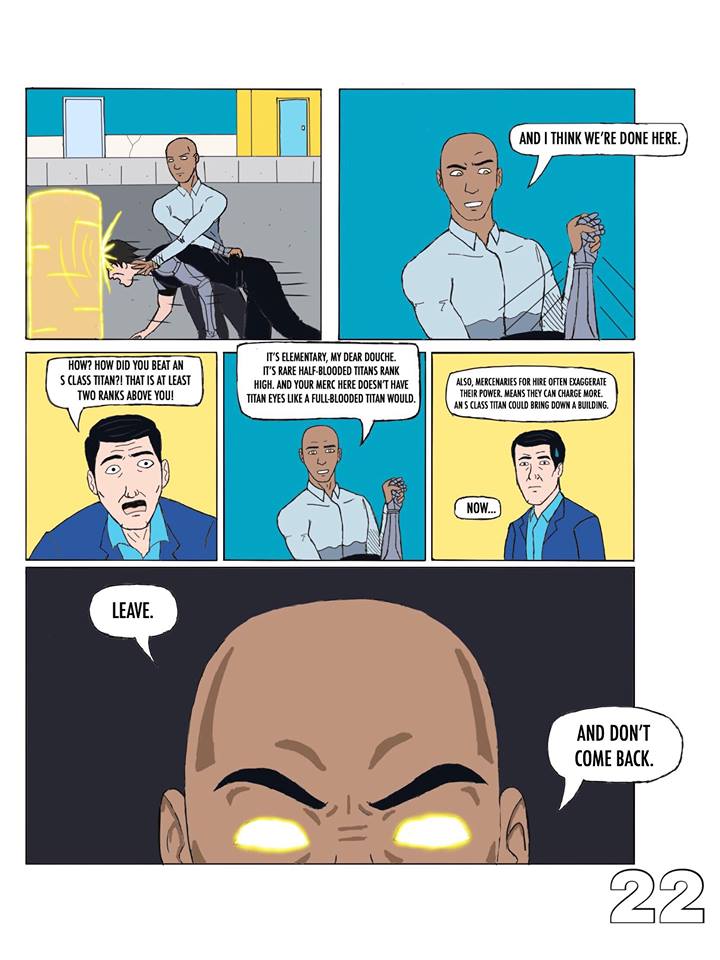 AND I THINK WE'RE DONE HERE.
HOW? HOW DID YOU BEAT AN
S CLASS TITAN?! THAT IS AT LEAST
TWO RANKS ABOVE YOU!
IT'S ELEMENTARY, MY DEAR DOUCHE.
IT'S RARE HALF-BLOODED TITANS RANK
HIGH. AND YOUR MERC HERE DOESN'T HAVE
TITAN EYES LIKE A FULL-BLOODED TITAN WOULD.
ALSO, MERCENARIES FOR HIRE OFTEN EXAGGERATE
THEIR POWER. MEANS THEY CAN CHARGE MORE.
AN S CLASS TITAN COULD BRING DOWN A BUILDING.
NOW...
LEAVE.
AND DON'T
COME BACK.
22